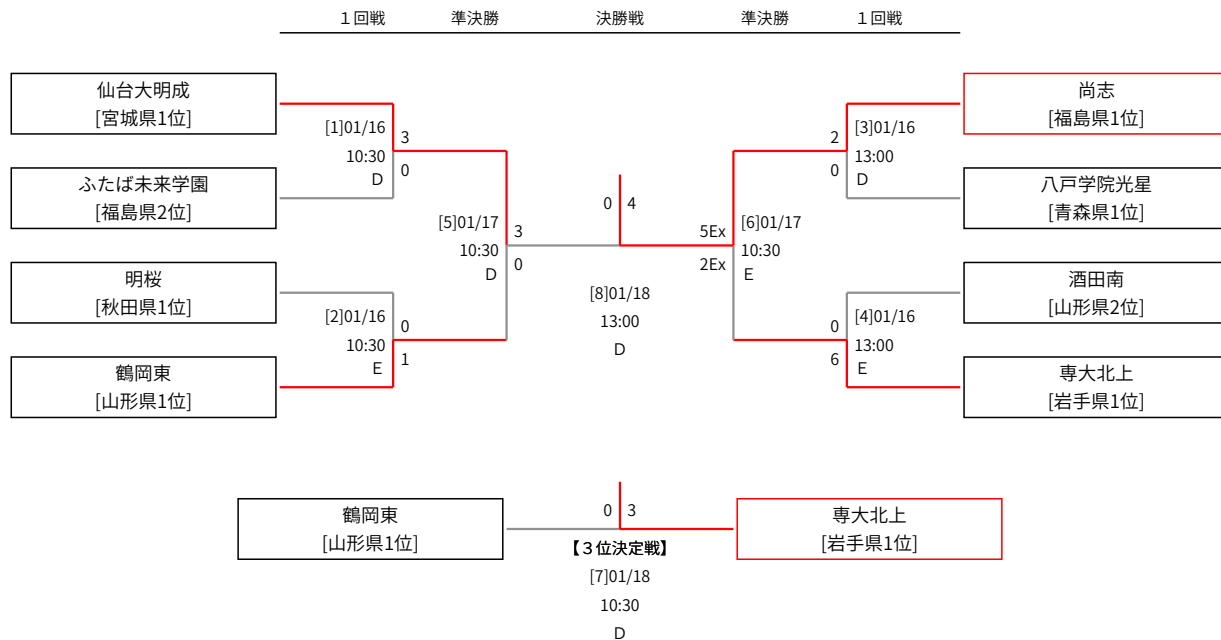 １回戦
準決勝
決勝戦
準決勝
１回戦
仙台大明成
[宮城県1位]
ふたば未来学園
[福島県2位]
明桜
[秋田県1位]
鶴岡東
[山形県1位]
[1]01/16
10:30
D
3
0
[2]01/16
10:30
E
0
1
[5]01/17
10:30
D
3
0
0
4
[8]01/18
13:00
D
5Ex
2Ex
[6]01/17
10:30
E
2
0
[3]01/16
13:00
D
0
6
[4]01/16
13:00
E
尚志
[福島県1位]
八戸学院光星
[青森県1位]
酒田南
[山形県2位]
専大北上
[岩手県1位]
鶴岡東
[山形県1位]
0
3
【３位決定戦】
[7]01/18
10:30
D
専大北上
[岩手県1位]